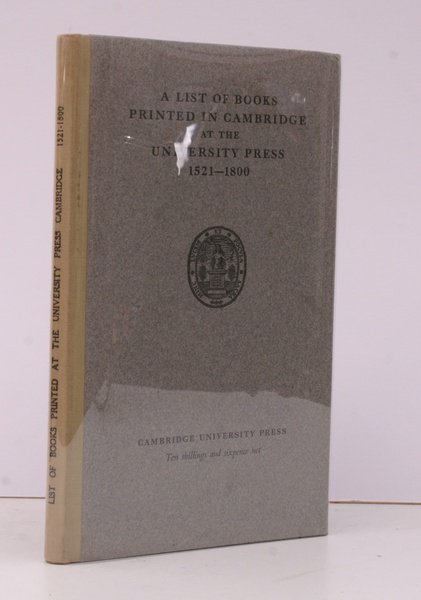 LIST OF BOOKS PRINTED AT THE UNIVERSITY PRESS CAMBRIDGE 1521-1800
A LIST OF BOOKS
PRINTED IN CAMBRIDGE
AT THE
UNIVERSITY PRESS
1521—1800
CAMBRIDGE UNIVERSITY PRESS
Ten shillings and sixpence net